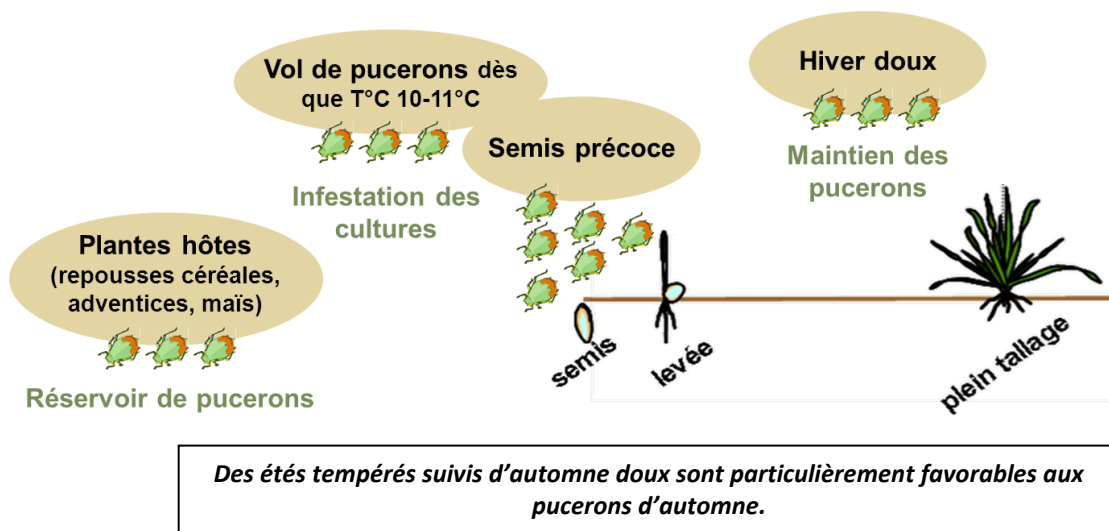 Vol de pucerons dès
que T°C 10-11°C
Hiver doux
Semis précoce
Maintien des
pucerons
Infestation des
cultures
Plantes hôtes
(repousses céréales,
adventices, maïs)
Réservoir de pucerons
semis
levée
plein tallage
Des étés tempérés suivis d’automne doux sont particulièrement favorables aux
pucerons d’automne.